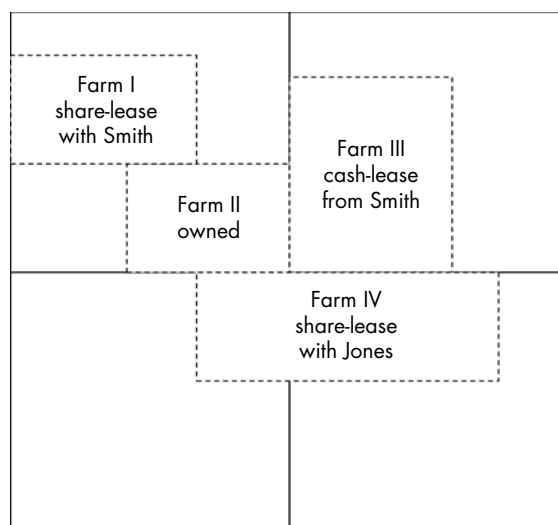 Farm I
share-lease
with Smith
Farm II
owned
Farm III
cash-lease
from Smith
Farm IV
share-lease
with Jones